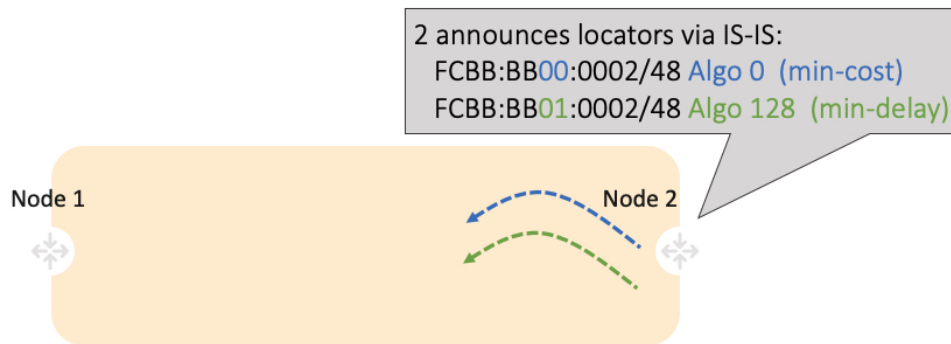 2 announces locators via IS-IS:
FCBB:BB00:0002/48 Algo 0 (min-cost)
FCBB:BB01:0002/48 Algo 128 (min-delay)
Node 1
Node 2